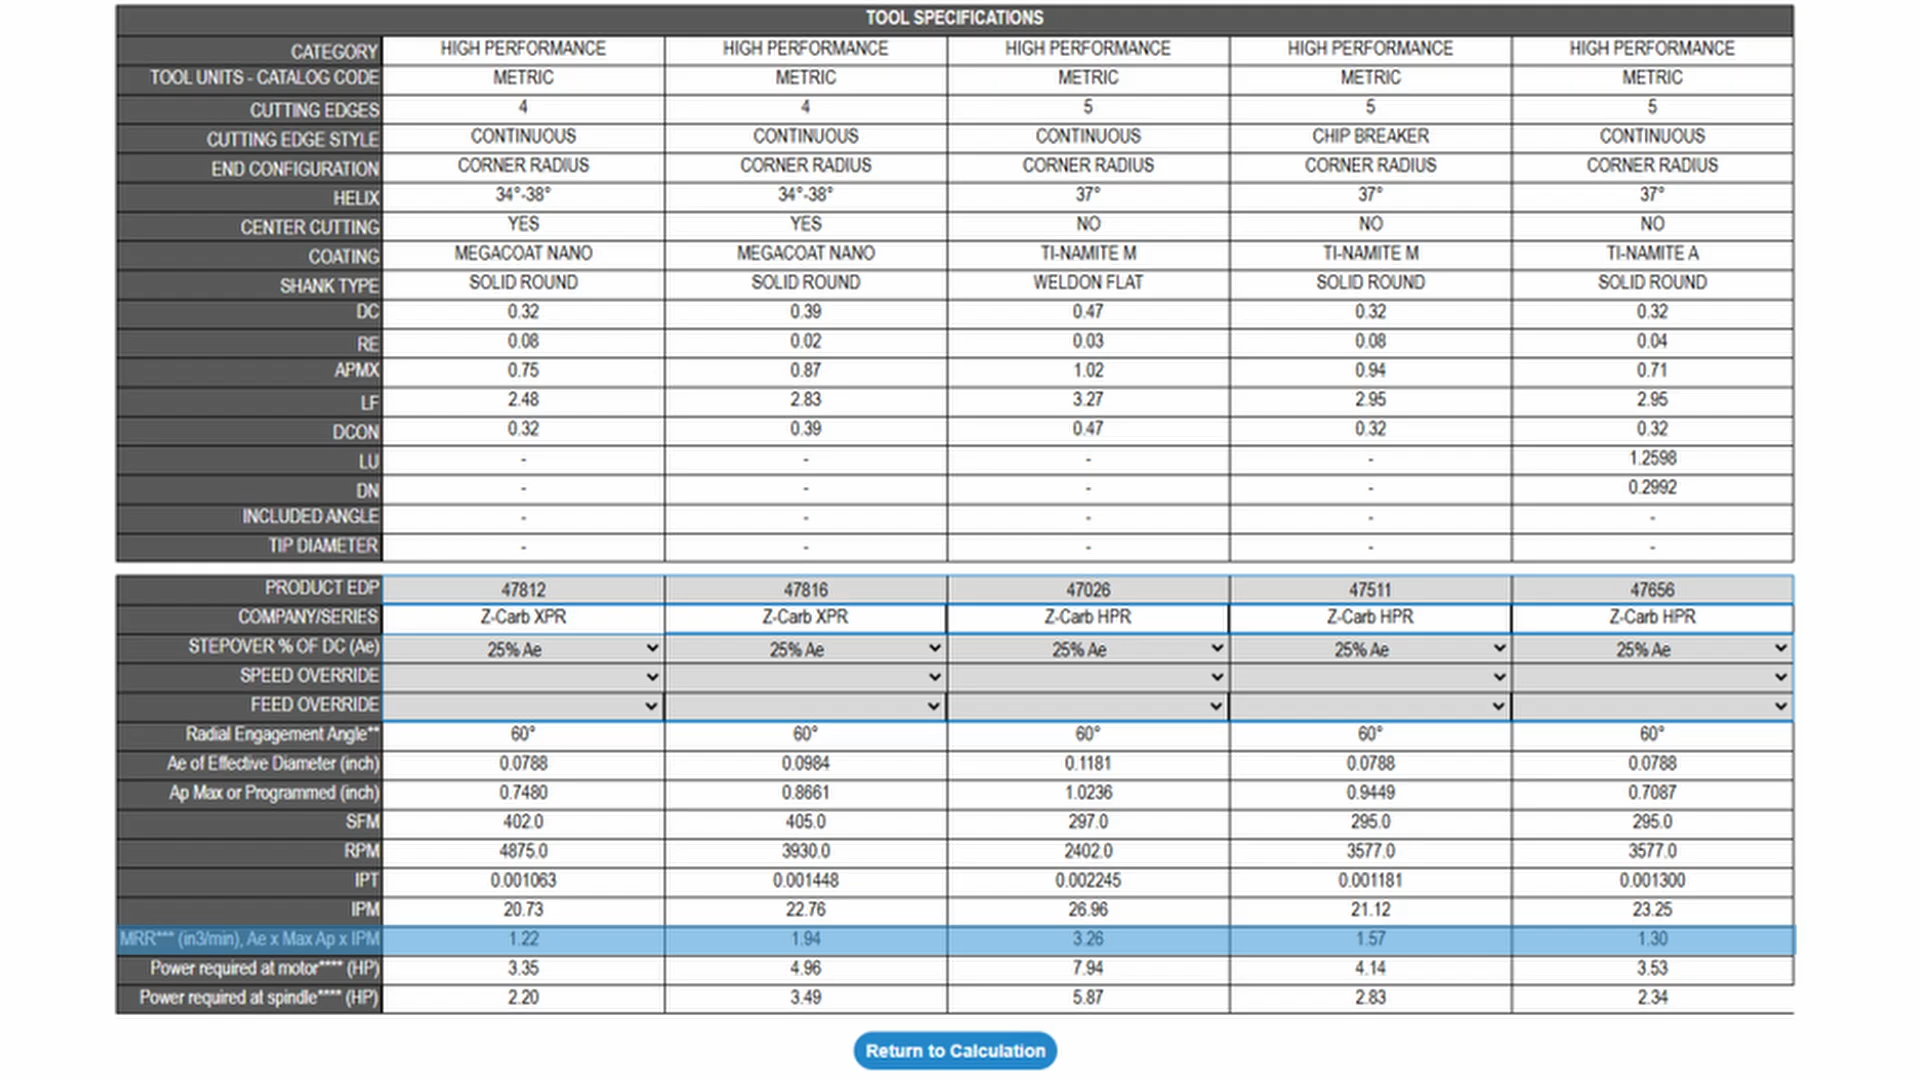 TOOL SPECIFICATIONS
CATEGORY HIGH PERFORMANCE HIGH PERFORMANCE HIGH PERFORMANCE HIGH PERFORMANCE HIGH PERFORMANCE
TOOL UNITS - CATALOG CODE METRIC METRIC METRIC METRIC METRIC
CUTTING EDGES 4 4 5 5 5
CUTTING EDGE STYLE CONTINUOUS CONTINUOUS CONTINUOUS CHIP BREAKER CONTINUOUS
END CONFIGURATION CORNER RADIUS CORNER RADIUS CORNER RADIUS CORNER RADIUS CORNER RADIUS
HELIX 34°-38° 34°-38° 37° 37° 37°
CENTER CUTTING YES YES NO NO NO
COATING MEGACOAT NANO MEGACOAT NANO TI-NAMITE M TI-NAMITE M TI-NAMITE A
SHANK TYPE SOLID ROUND SOLID ROUND WELDON FLAT SOLID ROUND SOLID ROUND
DC 0.32 0.39 0.47 0.32 0.32
RE 0.08 0.02 0.03 0.08 0.04
APMX 0.75 0.87 1.02 0.94 0.71
LF 2.48 2.83 3.27 2.95 2.95
DCON 0.32 0.39 0.47 0.32 0.32
LU - - - - 1.2598
DN - - - - 0.2992
INCLUDED ANGLE - - - - -
TIP DIAMETER - - - - -
PRODUCT EDP 47812 47816 47026 47511 47656
COMPANY/SERIES Z-Carb XPR Z-Carb XPR Z-Carb HPR Z-Carb HPR Z-Carb HPR
STEPOVER % OF DC (Ae) 25% Ae 25% Ae 25% Ae 25% Ae 25% Ae
SPEED OVERRIDE
FEED OVERRIDE
Radial Engagement Angle** 60° 60° 60° 60° 60°
Ae of Effective Diameter (inch) 0.0788 0.0984 0.1181 0.0788 0.0788
Ap Max or Programmed (inch) 0.7480 0.8661 1.0236 0.9449 0.7087
SFM 402.0 405.0 297.0 295.0 295.0
RPM 4875.0 3930.0 2402.0 3577.0 3577.0
IPT 0.001063 0.001448 0.002245 0.001181 0.001300
IPM 20.73 22.76 26.96 21.12 23.25
MRR*** (in3/min), Ae x Max Ap x IPM 1.22 1.94 3.26 1.57 1.30
Power required at motor**** (HP) 3.35 4.96 7.94 4.14 3.53
Power required at spindle**** (HP) 2.20 3.49 5.87 2.83 2.34
Return to Calculation